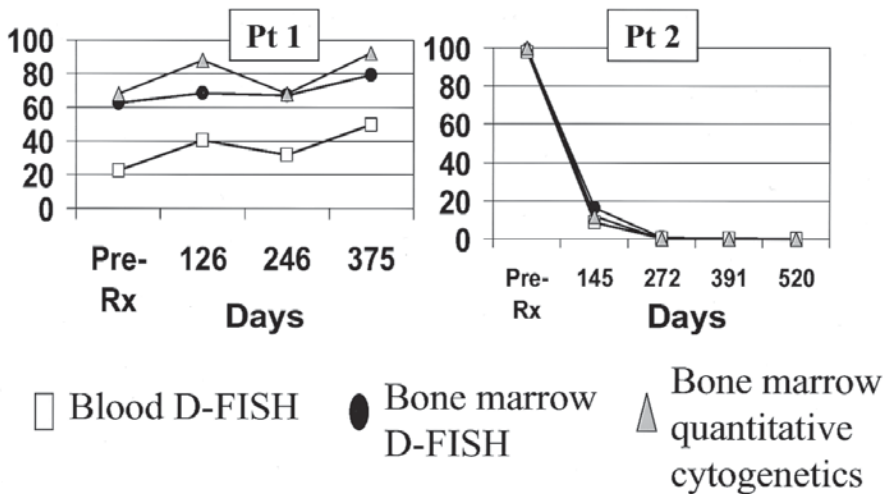 Pt 1
100
80
60
40
20
0
Pre-
Rx
126
246
375
Days
Pt 2
100
80
60
40
20
0
Pre-
Rx
145
272
391
520
Days
Blood D-FISH
Bone marrow
D-FISH
Bone marrow
quantitative
cytogenetics